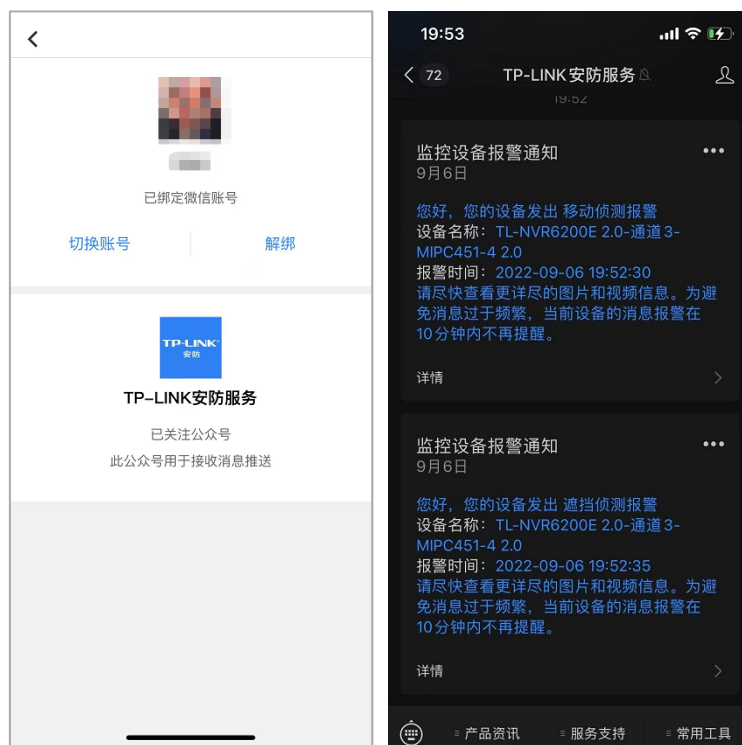 已绑定微信账号
切换账号
解绑
TP-LINK
安防
TP-LINK安防服务
已关注公众号
此公众号用于接收消息推送
19:53
72
TP-LINK安防服务
19:52
监控设备报警通知
9月6日
您好，您的设备发出 移动侦测报警
设备名称：TL-NVR6200E 2.0-通道3-
MIPC451-4 2.0
报警时间：2022-09-06 19:52:30
请尽快查看更详尽的图片和视频信息。为避
免消息过于频繁，当前设备的消息报警在
10分钟内不再提醒。
详情
监控设备报警通知
9月6日
您好，您的设备发出 遮挡侦测报警
设备名称：TL-NVR6200E 2.0-通道3-
MIPC451-4 2.0
报警时间：2022-09-06 19:52:35
请尽快查看更详尽的图片和视频信息。为避
免消息过于频繁，当前设备的消息报警在
10分钟内不再提醒。
详情
产品资讯
服务支持
常用工具